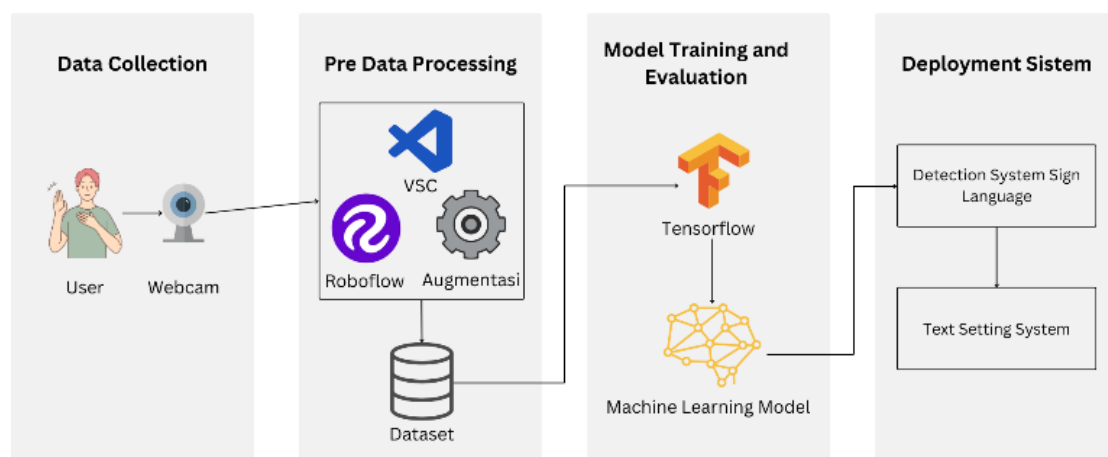 Data Collection
User
Webcam
Pre Data Processing
VSC
Roboflow
Augmentasi
Dataset
Model Training and
Evaluation
Tensorflow
Machine Learning Model
Deployment Sistem
Detection System Sign
Language
Text Setting System